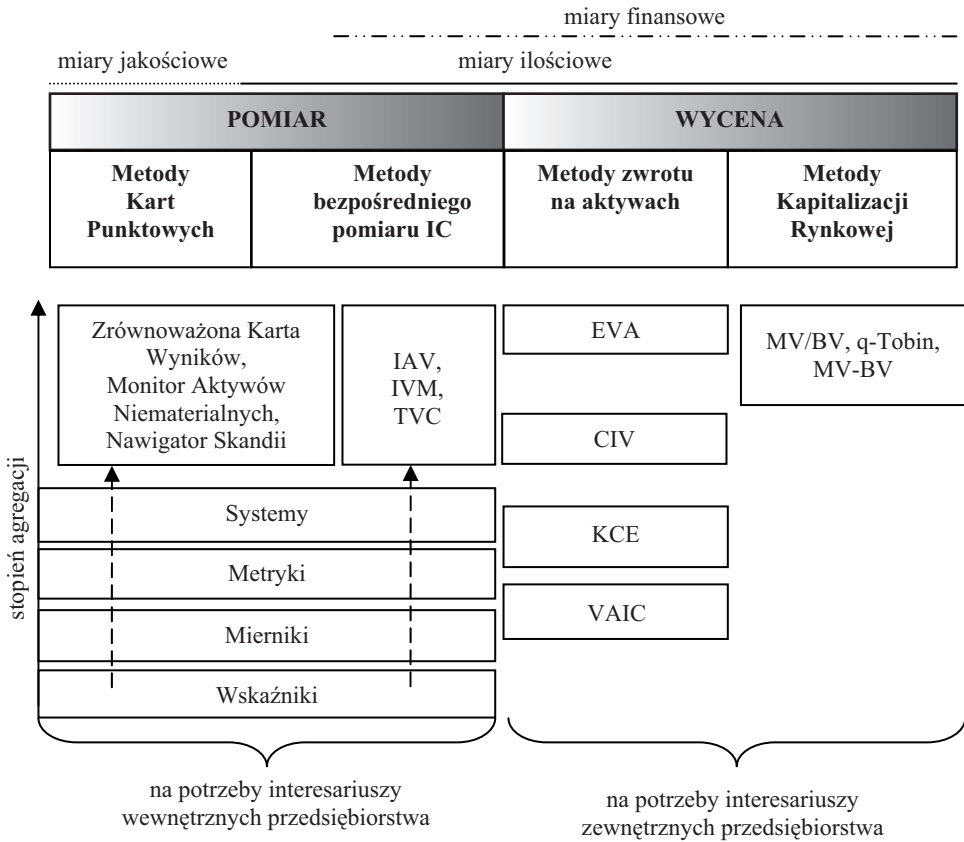 miary finansowe
miary jakościowe
miary ilościowe
POMIAR
WYCENA
Metody
Kart
Punktowych
Metody
bezpośredniego
pomiaru IC
Metody zwrotu
na aktywach
Metody
Kapitalizacji
Rynkowej
stopień agregacji
Zrównoważona Karta
Wyników,
Monitor Aktywów
Niematerialnych,
Nawigator Skandii
IAV,
IVM,
TVC
EVA
MV/BV, q-Tobin,
MV-BV
CIV
Systemy
KCE
Metryki
VAIC
Mierniki
Wskaźniki
na potrzeby interesariuszy
wewnętrznych przedsiębiorstwa
na potrzeby interesariuszy
zewnętrznych przedsiębiorstwa